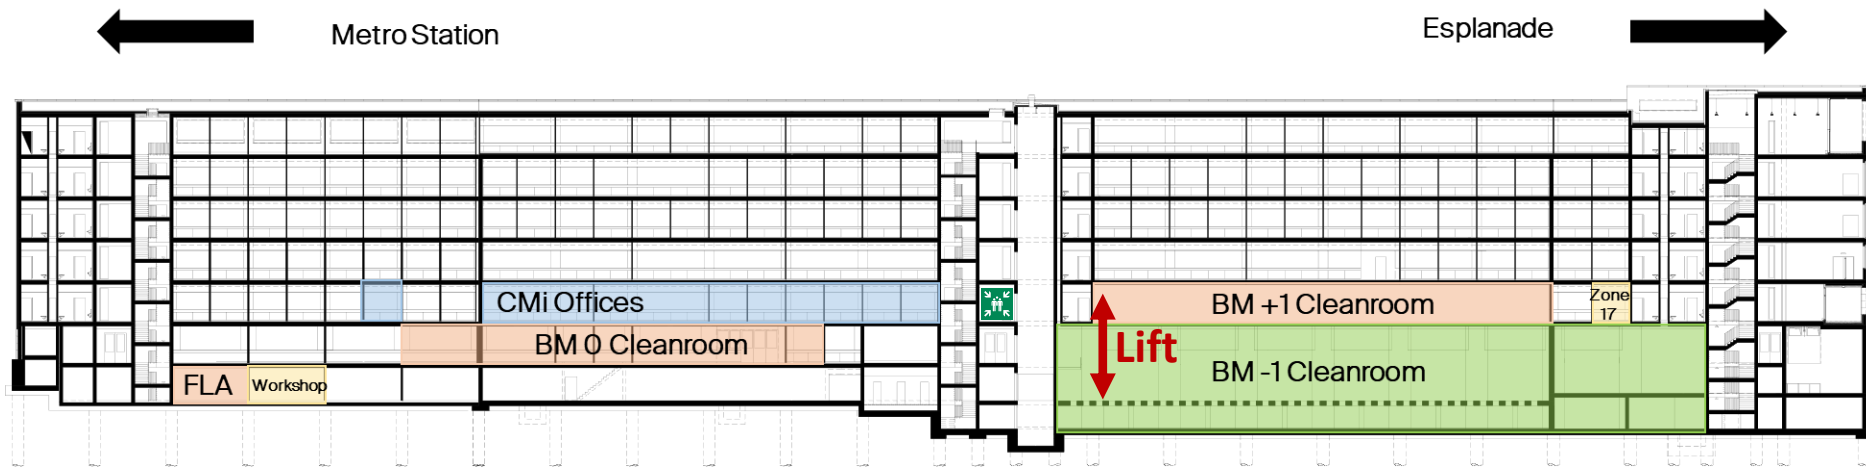 Metro Station
Esplanade
CMi Offices
BM +1 Cleanroom
Zone
17
BM 0 Cleanroom
Lift
BM -1 Cleanroom
FLA
Workshop